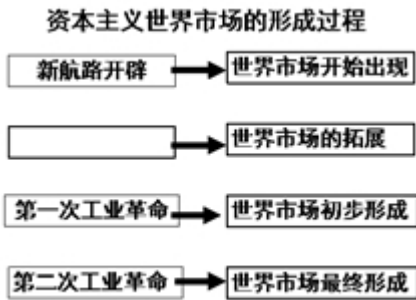 资本主义世界市场的形成过程
新航路开辟
世界市场开始出现
世界市场的拓展
第一次工业革命
世界市场初步形成
第二次工业革命
世界市场最终形成